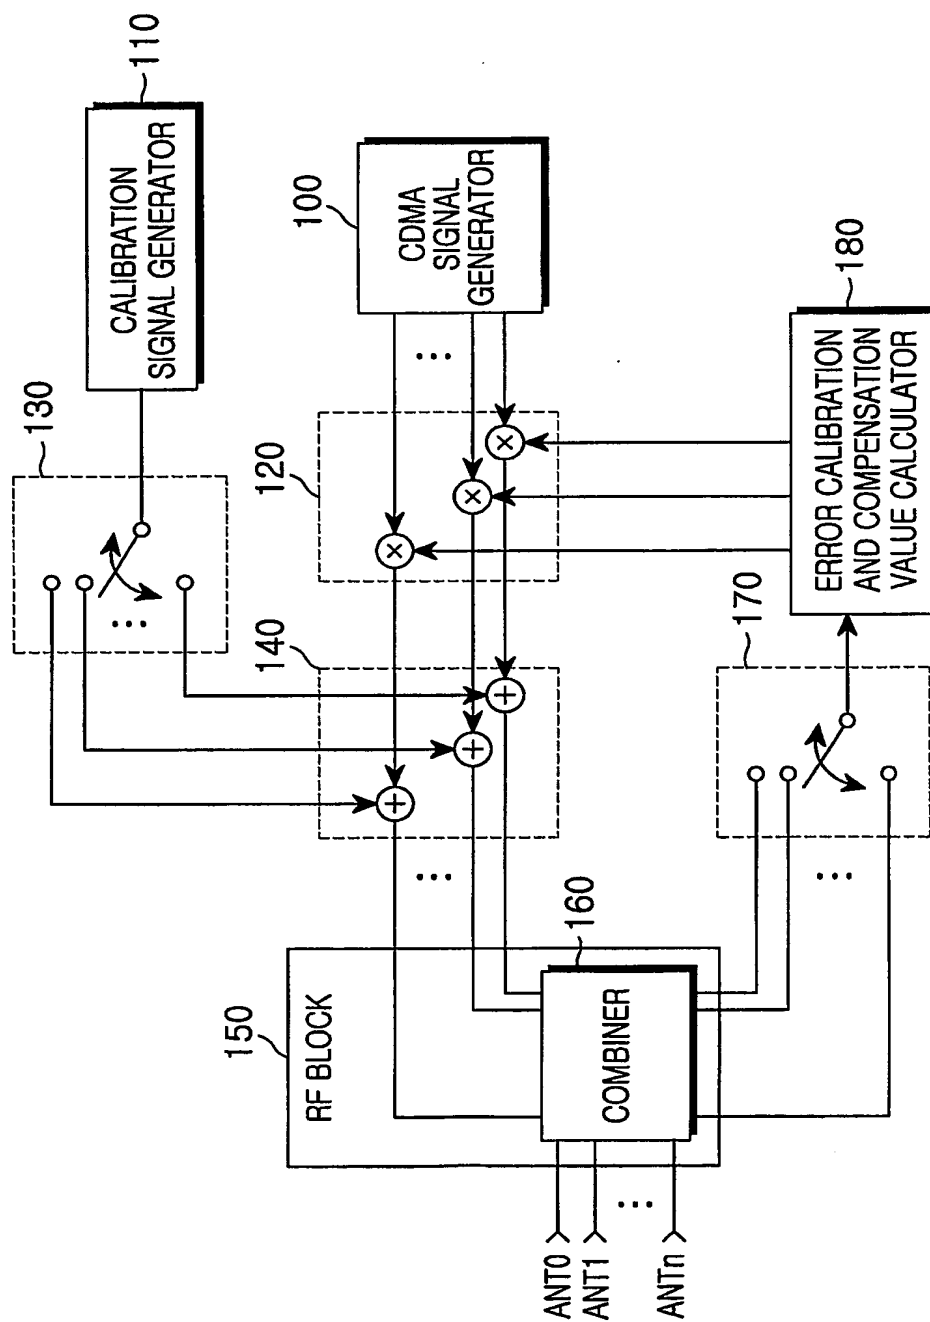 110
CALIBRATION
SIGNAL GENERATOR
130
100
CDMA
SIGNAL
GENERATOR
...
120
×
×
×
...
140
+
+
+
180
ERROR CALIBRATION
AND COMPENSATION
VALUE CALCULATOR
170
...
...
...
150
RF BLOCK
160
COMBINER
ANT0
ANT1
...
ANTn